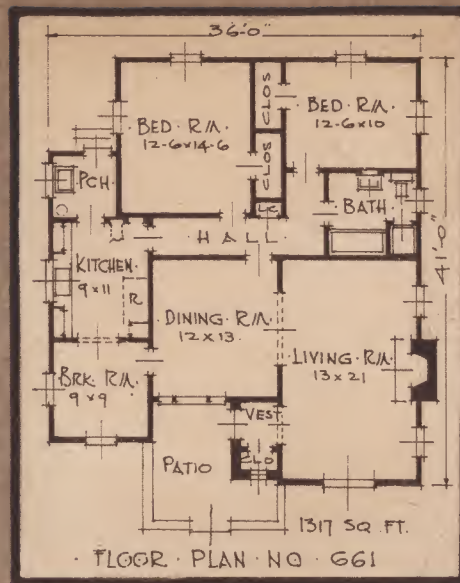 36'-0"
CLOS
BED. R/M.
12-6x14-6
BED R/M.
12-6x10
CLOS
PCH
LC
BATH
HALL
41'-0"
KITCHEN
9x11
R
DINING. R/M.
12x13
LIVING. R/M.
13x21
BRK. R/M.
9x9
VEST
CLO
PATIO
1317 SQ FT.
· FLOOR · PLAN · NO · 661